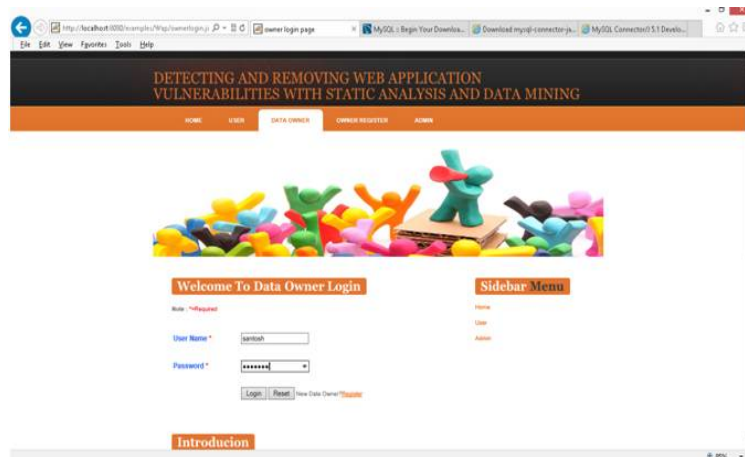 http://localhost:8080/examples/Wap/ownerlogin.js
owner login page
MySQL :: Begin Your Downloa...
Download mysql-connector-ja...
MySQL Connector/J 5.1 Develo...
File Edit View Favorites Tools Help
DETECTING AND REMOVING WEB APPLICATION
VULNERABILITIES WITH STATIC ANALYSIS AND DATA MINING
HOME USER DATA OWNER OWNER REGISTER ADMIN
Welcome To Data Owner Login
Note : *=Required
User Name *
santosh
Password *
Login Reset New Data Owner?Register
Introducion
Sidebar Menu
Home
User
Admin
95%